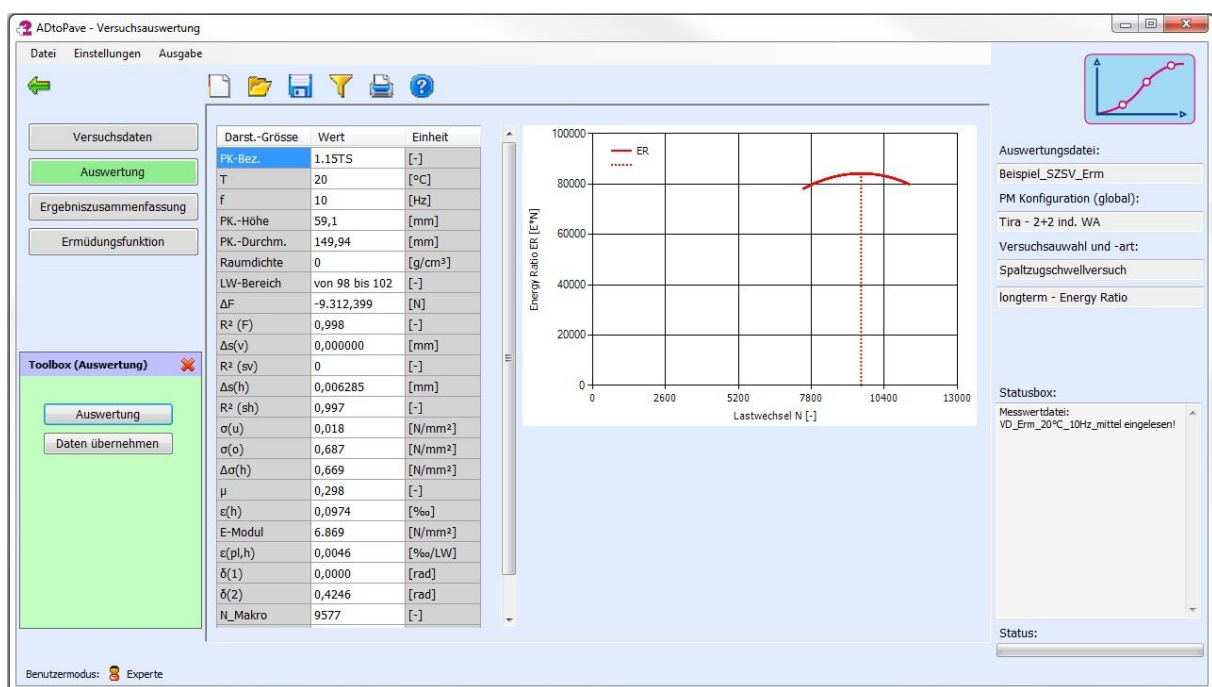 ADtoPave - Versuchsauswertung
Datei Einstellungen Ausgabe
Versuchsdaten
Auswertung
Ergebniszusammenfassung
Ermüdungsfunktion
Toolbox (Auswertung)
Auswertung
Daten übernehmen
Darst.-Grösse Wert Einheit
PK-Bez. 1.15TS [-]
T 20 [°C]
f 10 [Hz]
PK.-Höhe 59,1 [mm]
PK.-Durchm. 149,94 [mm]
Raumdichte 0 [g/cm³]
LW-Bereich von 98 bis 102 [-]
ΔF -9.312,399 [N]
R² (F) 0,998 [-]
Δs(v) 0,000000 [mm]
R² (sv) 0 [-]
Δs(h) 0,006285 [mm]
R² (sh) 0,997 [-]
σ(u) 0,018 [N/mm²]
σ(o) 0,687 [N/mm²]
Δσ(h) 0,669 [N/mm²]
μ 0,298 [-]
ε(h) 0,0974 [‰]
E-Modul 6.869 [N/mm²]
ε(pl,h) 0,0046 [‰/LW]
δ(1) 0,0000 [rad]
δ(2) 0,4246 [rad]
N_Makro 9577 [-]
ER
Energy Ratio ER [E*N]
100000
80000
60000
40000
20000
0
0 2600 5200 7800 10400 13000
Lastwechsel N [-]
Auswertungsdatei:
Beispiel_SZSV_Erm
PM Konfiguration (global):
Tira - 2+2 ind. WA
Versuchsauwahl und -art:
Spaltzugschwellversuch
longterm - Energy Ratio
Statusbox:
Messwertdatei:
VD_Erm_20°C_10Hz_mittel eingelesen!
Status:
Benutzermodus: Experte